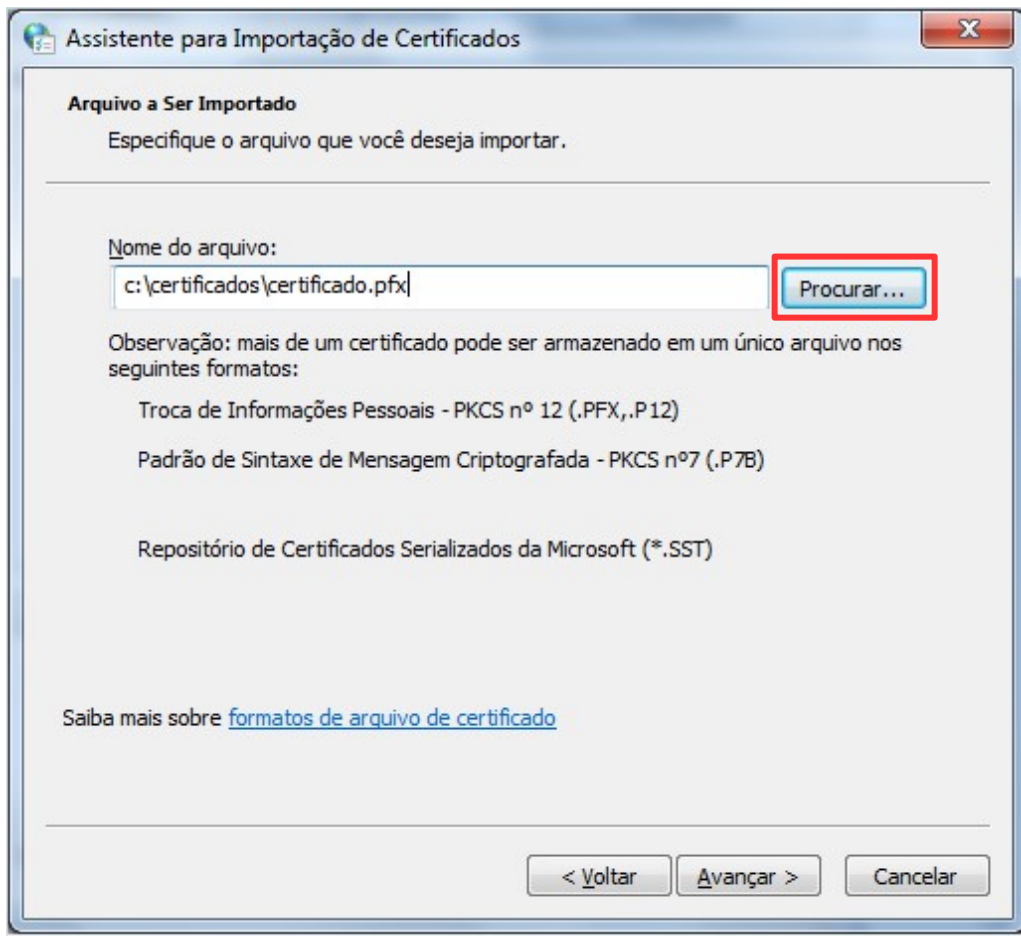 Assistente para Importação de Certificados
Arquivo a Ser Importado
Especifique o arquivo que você deseja importar.
Nome do arquivo:
c:\certificados\certificado.pfx
Procurar...
Observação: mais de um certificado pode ser armazenado em um único arquivo nos
seguintes formatos:
Troca de Informações Pessoais - PKCS nº 12 (.PFX,.P12)
Padrão de Sintaxe de Mensagem Criptografada - PKCS nº7 (.P7B)
Repositório de Certificados Serializados da Microsoft (*.SST)
Saiba mais sobre formatos de arquivo de certificado
< Voltar
Avançar >
Cancelar